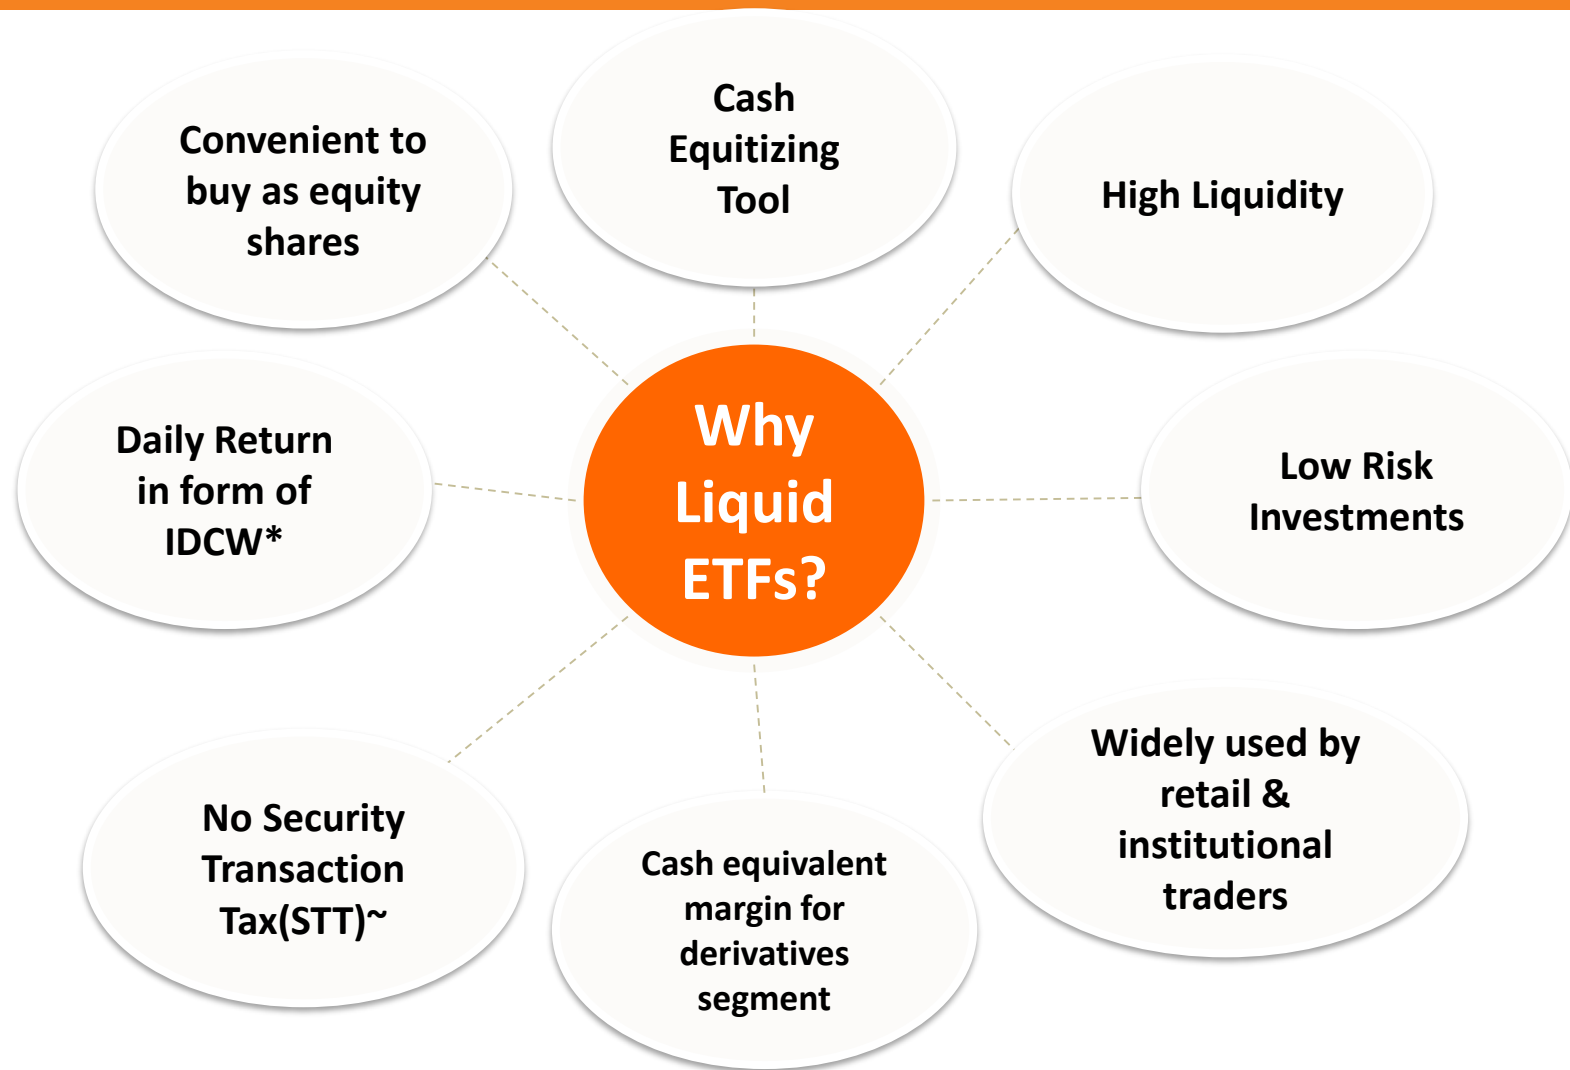 Why
Liquid
ETFs?
Cash
Equitizing
Tool
High Liquidity
Low Risk
Investments
Widely used by
retail &
institutional
traders
Cash equivalent
margin for
derivatives
segment
No Security
Transaction
Tax(STT)~
Daily Return
in form of
IDCW*
Convenient to
buy as equity
shares